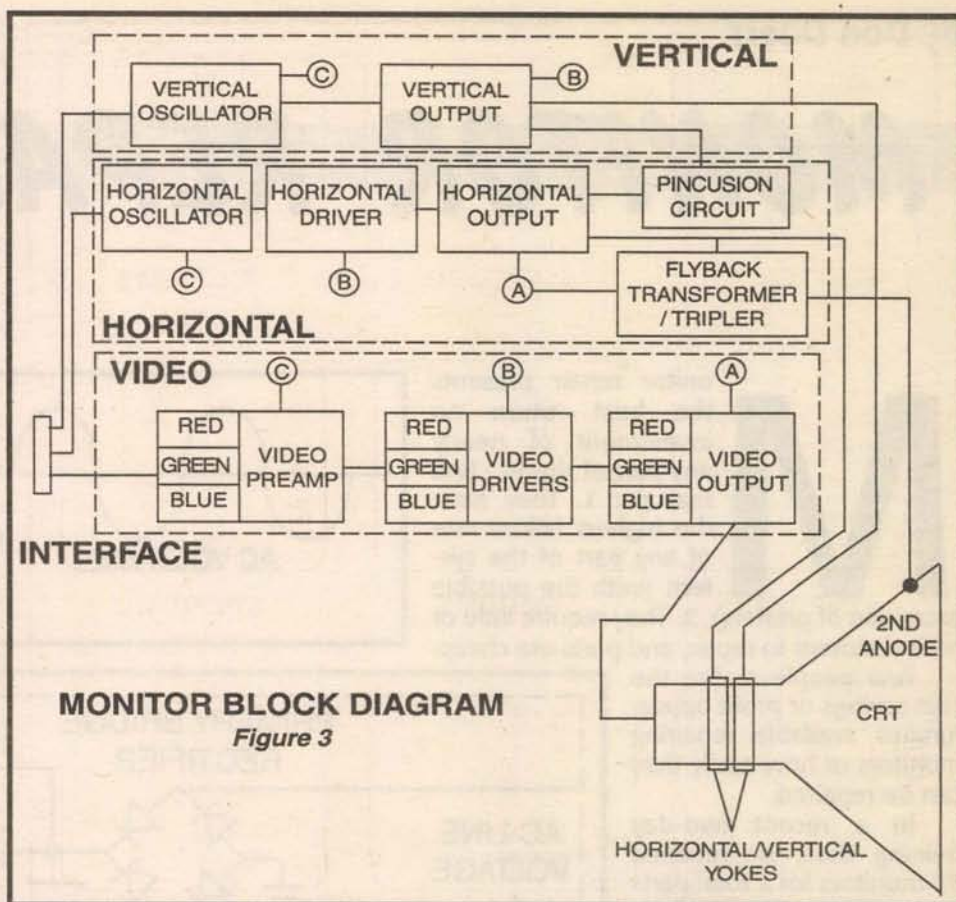 VERTICAL
VERTICAL
OSCILLATOR
C
VERTICAL
OUTPUT
B
HORIZONTAL
OSCILLATOR
HORIZONTAL
DRIVER
HORIZONTAL
OUTPUT
PINCUSION
CIRCUIT
C
B
A
FLYBACK
TRANSFORMER
/ TRIPLER
HORIZONTAL
VIDEO
C
B
A
RED
GREEN
BLUE
VIDEO
PREAMP
RED
GREEN
BLUE
VIDEO
DRIVERS
RED
GREEN
BLUE
VIDEO
OUTPUT
INTERFACE
2ND
ANODE
CRT
MONITOR BLOCK DIAGRAM
Figure 3
HORIZONTAL/VERTICAL
YOKES